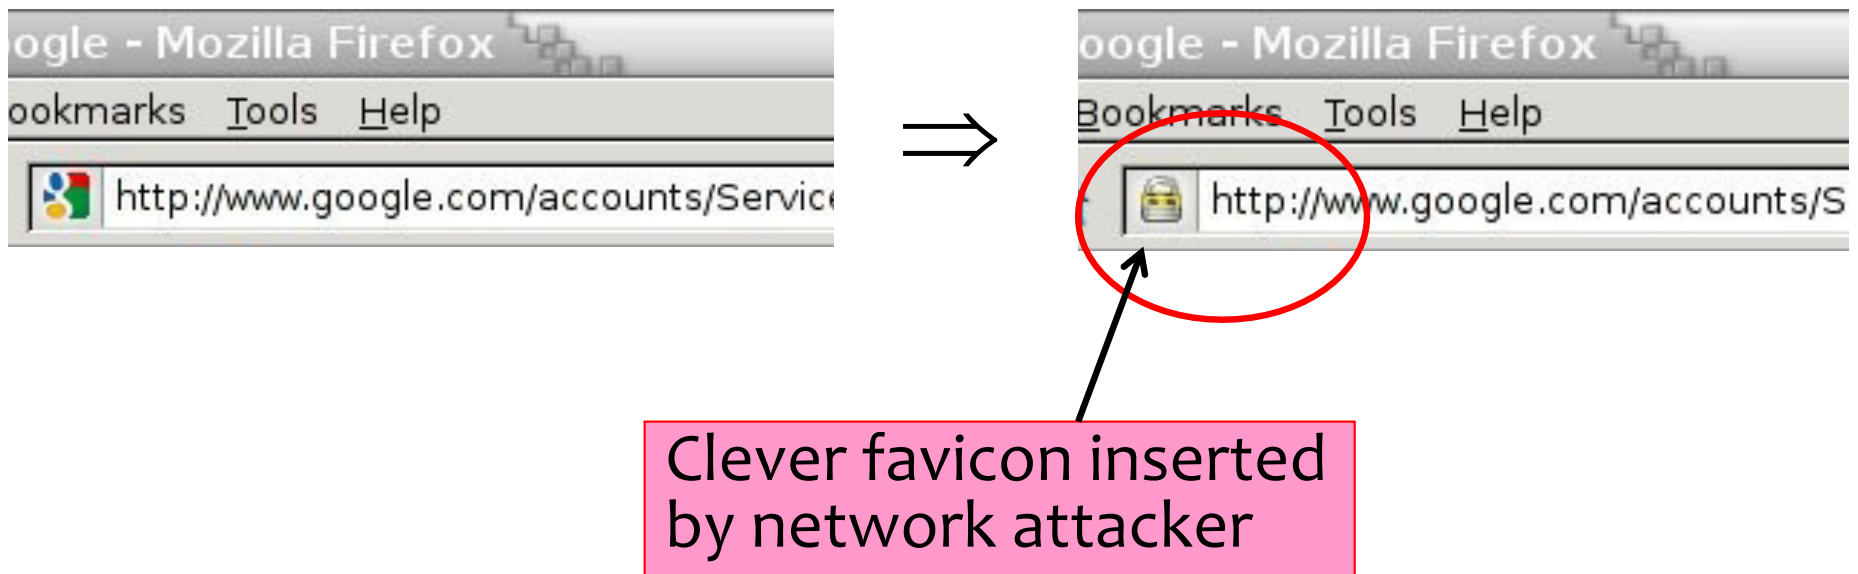 ogle - Mozilla Firefox
ookmarks Tools Help
http://www.google.com/accounts/Service
⇒
oogle - Mozilla Firefox
Bookmarks Tools Help
http://www.google.com/accounts/S
Clever favicon inserted
by network attacker